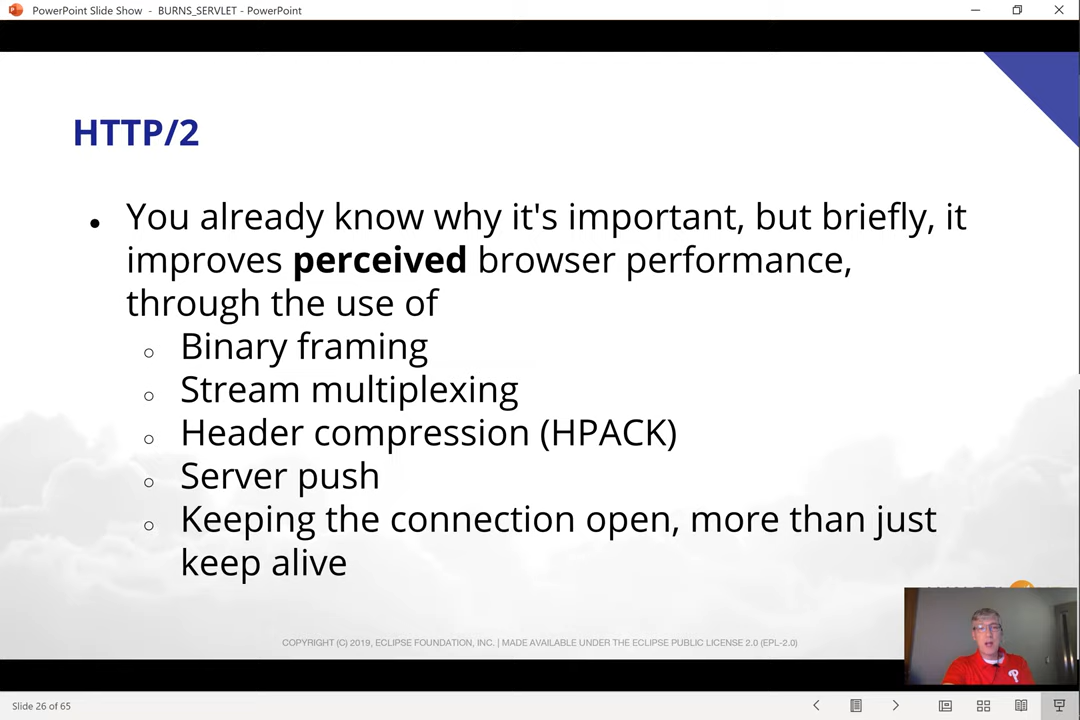 PowerPoint Slide Show - BURNS_SERVLET - PowerPoint
HTTP/2
● You already know why it's important, but briefly, it
improves perceived browser performance,
through the use of
○ Binary framing
○ Stream multiplexing
○ Header compression (HPACK)
○ Server push
○ Keeping the connection open, more than just
keep alive
COPYRIGHT (C) 2019, ECLIPSE FOUNDATION, INC. | MADE AVAILABLE UNDER THE ECLIPSE PUBLIC LICENSE 2.0 (EPL-2.0)
Slide 26 of 65